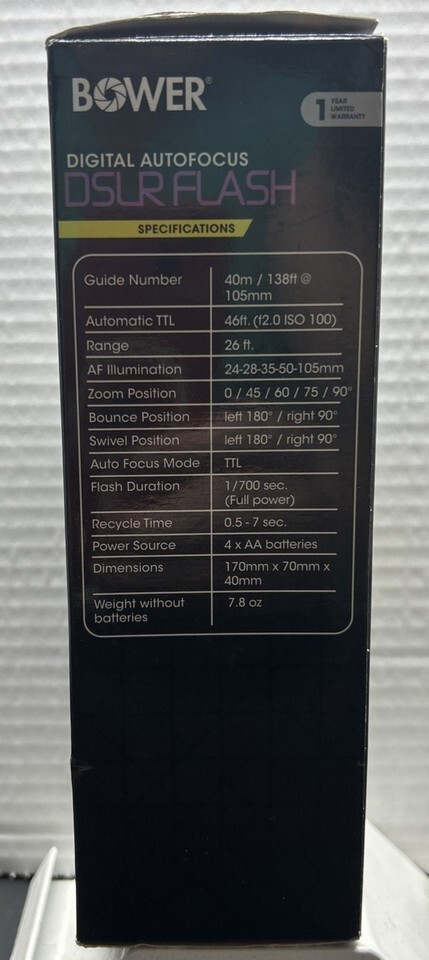 BOWER®
1 YEAR
LIMITED
WARRANTY
DIGITAL AUTOFOCUS
DSLR FLASH
SPECIFICATIONS
Guide Number 40m / 138ft @
105mm
Automatic TTL 46ft. (f2.0 ISO 100)
Range 26 ft.
AF Illumination 24-28-35-50-105mm
Zoom Position 0 / 45 / 60 / 75 / 90°
Bounce Position left 180° / right 90°
Swivel Position left 180° / right 90°
Auto Focus Mode TTL
Flash Duration 1/700 sec.
(Full power)
Recycle Time 0.5 - 7 sec.
Power Source 4 x AA batteries
Dimensions 170mm x 70mm x
40mm
Weight without 7.8 oz
batteries